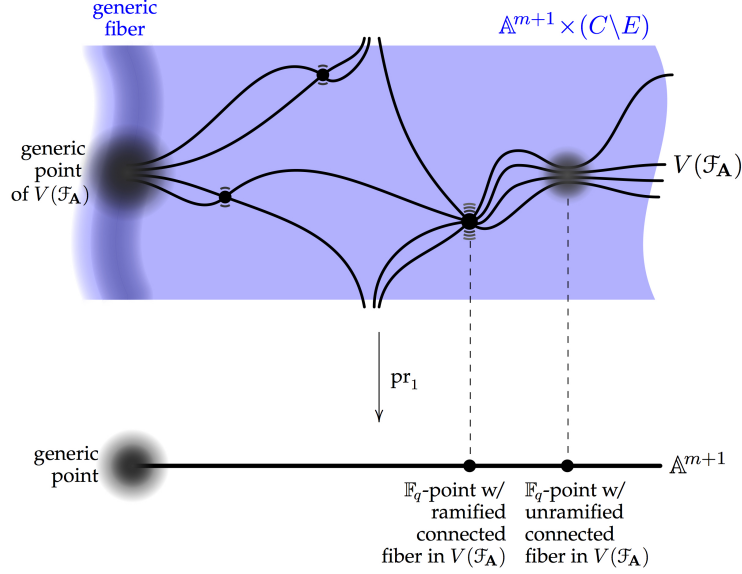 generic
fiber
𝔸^{m+1} × (C\E)
generic
point
of V(ℱ_𝐀)
V(ℱ_𝐀)
pr₁
generic
point
𝔸^{m+1}
𝔽_q-point w/
ramified
connected
fiber in V(ℱ_𝐀)
𝔽_q-point w/
unramified
connected
fiber in V(ℱ_𝐀)